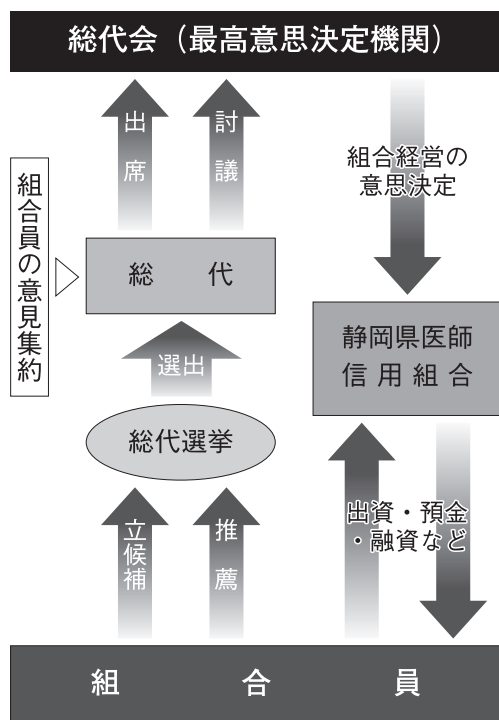 総代会（最高意思決定機関）
出席
討議
組合経営の
意思決定
組合員の意見集約
総代
静岡県医師
信用組合
選出
総代選挙
立候補
推薦
出資・預金
・融資など
組合員